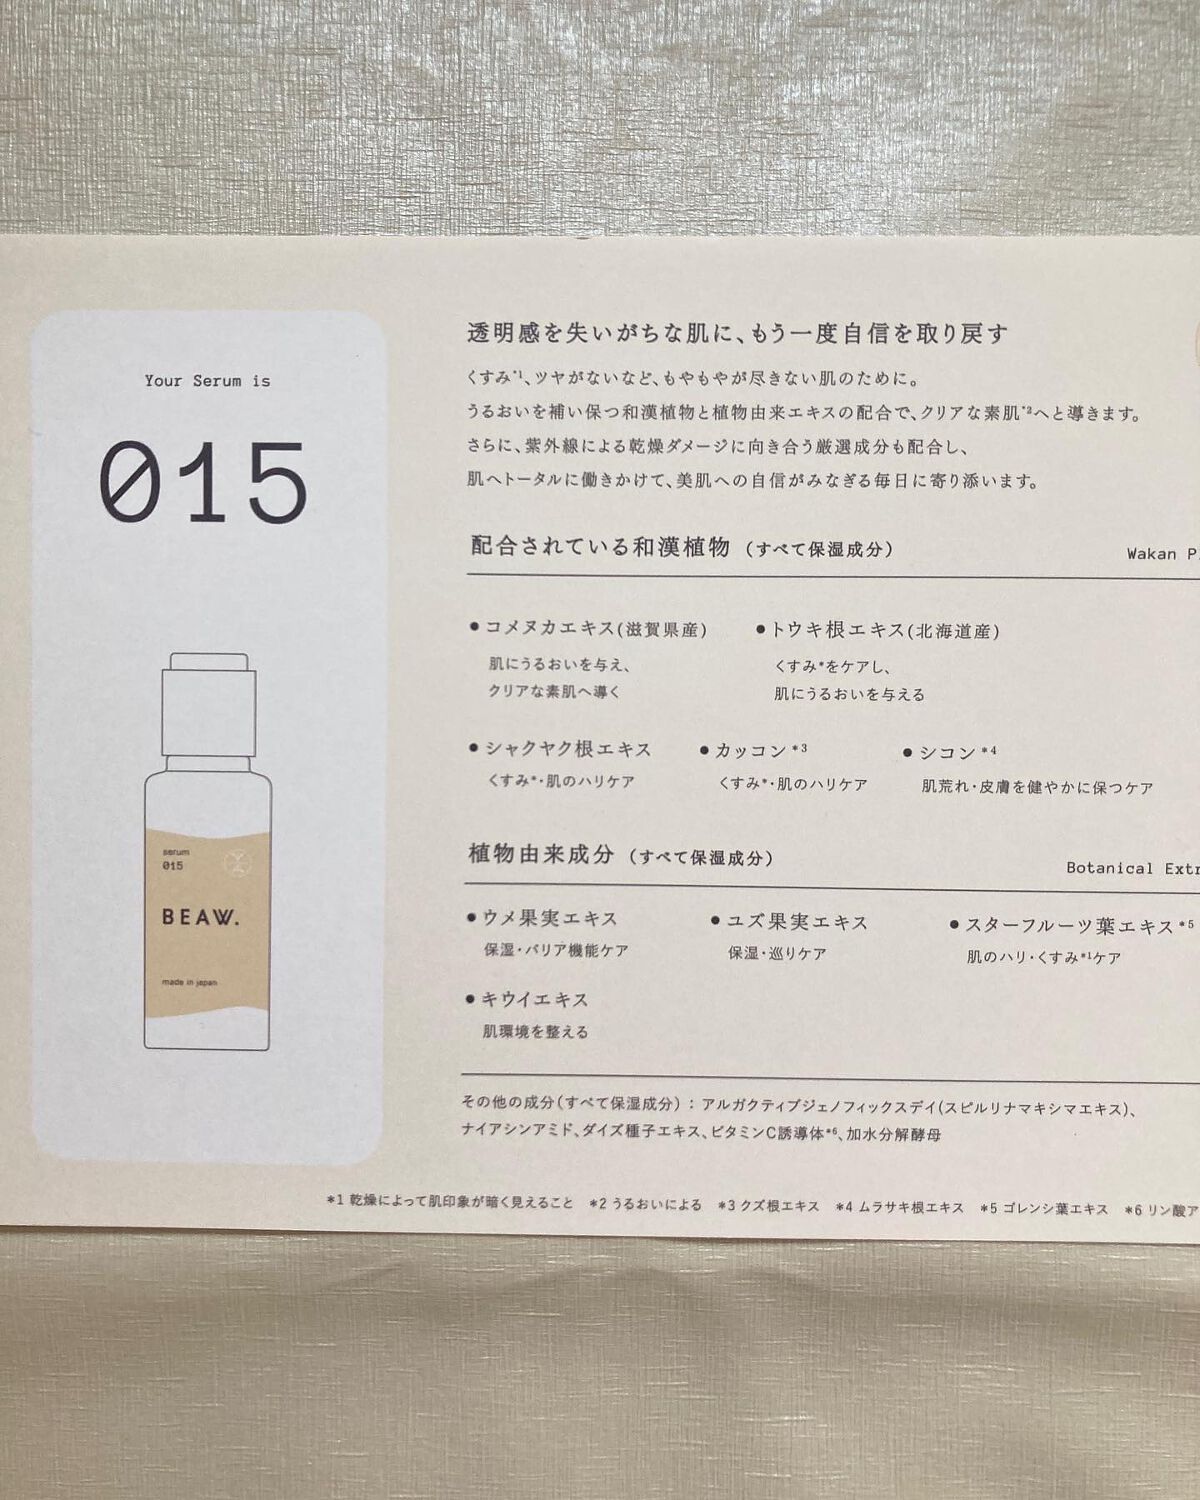 Your Serum is
015
serum
015
BEAW.
made in japan
透明感を失いがちな肌に、もう一度自信を取り戻す
くすみ*1、ツヤがないなど、もやもやが尽きない肌のために。
うるおいを補い保つ和漢植物と植物由来エキスの配合で、クリアな素肌*2へと導きます。
さらに、紫外線による乾燥ダメージに向き合う厳選成分も配合し、
肌へトータルに働きかけて、美肌への自信がみなぎる毎日に寄り添います。
配合されている和漢植物 (すべて保湿成分) Wakan P
●コメヌカエキス(滋賀県産) ●トウキ根エキス(北海道産)
肌にうるおいを与え、 くすみ*をケアし、
クリアな素肌へ導く 肌にうるおいを与える
●シャクヤク根エキス ●カッコン*3 ●シコン*4
くすみ*・肌のハリケア くすみ*・肌のハリケア 肌荒れ・皮膚を健やかに保つケア
植物由来成分 (すべて保湿成分) Botanical Extr
●ウメ果実エキス ●ユズ果実エキス ●スターフルーツ葉エキス*5
保湿・バリア機能ケア 保湿・巡りケア 肌のハリ・くすみ*1ケア
●キウイエキス
肌環境を整える
その他の成分(すべて保湿成分)：アルガクティブジェノフィックスデイ(スピルリナマキシマエキス)、
ナイアシンアミド、ダイズ種子エキス、ビタミンC誘導体*6、加水分解酵母
*1 乾燥によって肌印象が暗く見えること *2 うるおいによる *3 クズ根エキス *4 ムラサキ根エキス *5 ゴレンシ葉エキス *6 リン酸ア